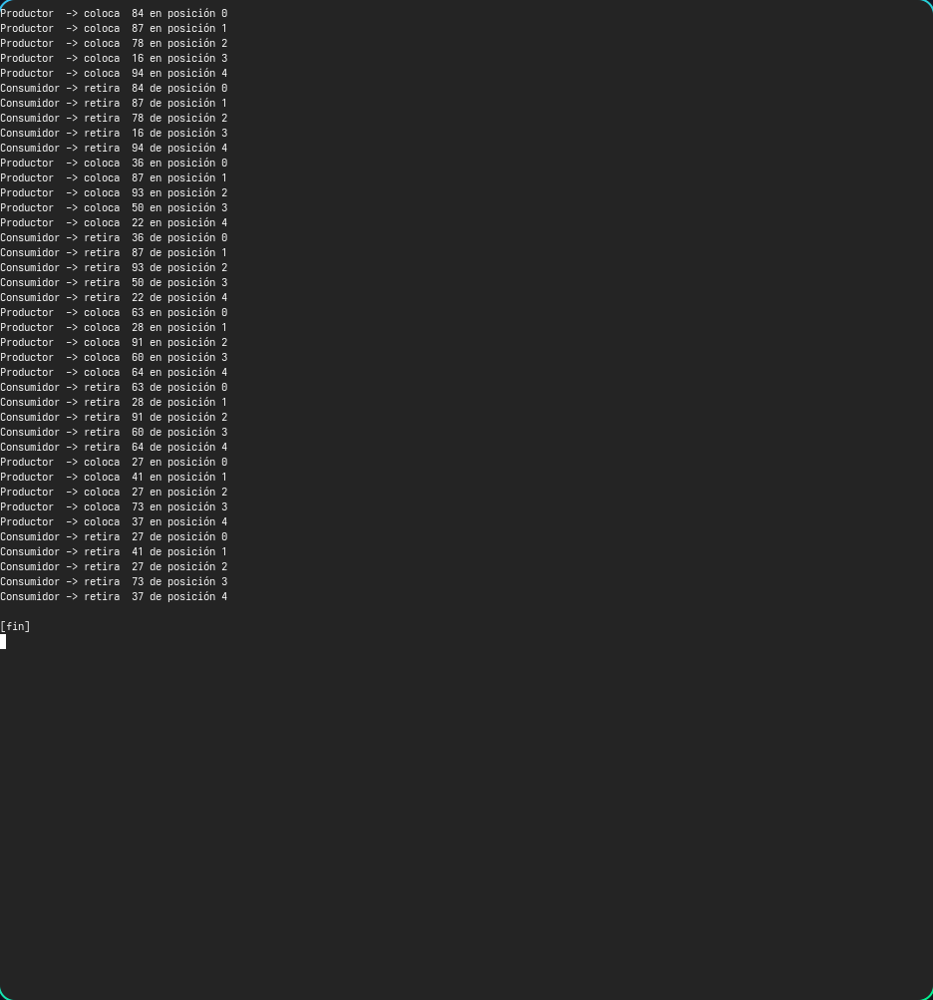 Productor  -> coloca  84 en posición 0
Productor  -> coloca  87 en posición 1
Productor  -> coloca  78 en posición 2
Productor  -> coloca  16 en posición 3
Productor  -> coloca  94 en posición 4
Consumidor -> retira  84 de posición 0
Consumidor -> retira  87 de posición 1
Consumidor -> retira  78 de posición 2
Consumidor -> retira  16 de posición 3
Consumidor -> retira  94 de posición 4
Productor  -> coloca  36 en posición 0
Productor  -> coloca  87 en posición 1
Productor  -> coloca  93 en posición 2
Productor  -> coloca  50 en posición 3
Productor  -> coloca  22 en posición 4
Consumidor -> retira  36 de posición 0
Consumidor -> retira  87 de posición 1
Consumidor -> retira  93 de posición 2
Consumidor -> retira  50 de posición 3
Consumidor -> retira  22 de posición 4
Productor  -> coloca  63 en posición 0
Productor  -> coloca  28 en posición 1
Productor  -> coloca  91 en posición 2
Productor  -> coloca  60 en posición 3
Productor  -> coloca  64 en posición 4
Consumidor -> retira  63 de posición 0
Consumidor -> retira  28 de posición 1
Consumidor -> retira  91 de posición 2
Consumidor -> retira  60 de posición 3
Consumidor -> retira  64 de posición 4
Productor  -> coloca  27 en posición 0
Productor  -> coloca  41 en posición 1
Productor  -> coloca  27 en posición 2
Productor  -> coloca  73 en posición 3
Productor  -> coloca  37 en posición 4
Consumidor -> retira  27 de posición 0
Consumidor -> retira  41 de posición 1
Consumidor -> retira  27 de posición 2
Consumidor -> retira  73 de posición 3
Consumidor -> retira  37 de posición 4

[fin]